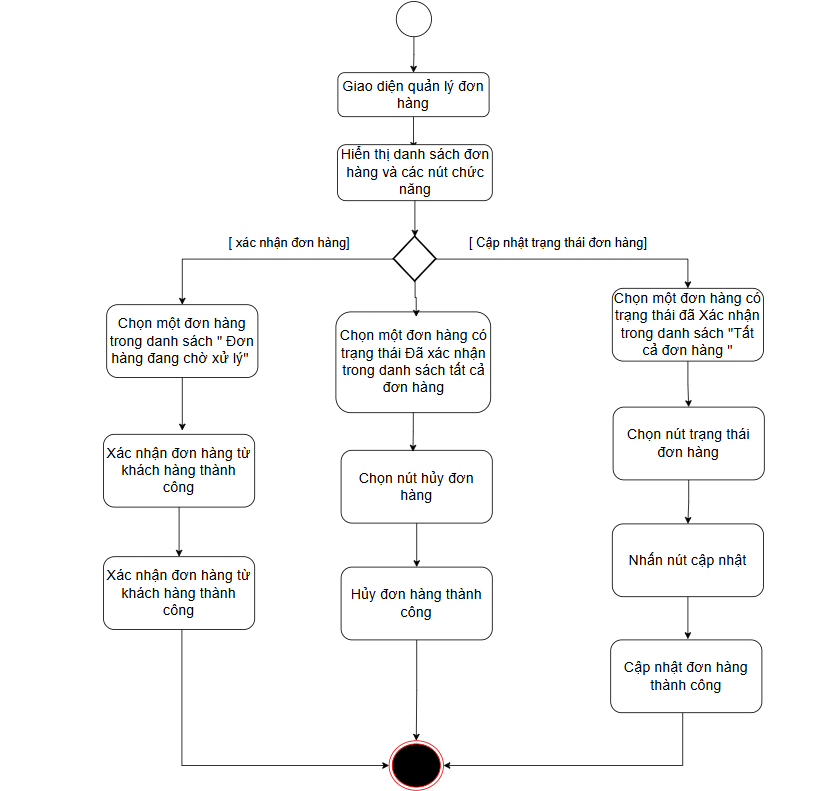 Giao diện quản lý đơn
hàng
Hiển thị danh sách đơn
hàng và các nút chức
năng
[ xác nhận đơn hàng]
[ Cập nhật trạng thái đơn hàng]
Chọn một đơn hàng
trong danh sách " Đơn
hàng đang chờ xử lý"
Xác nhận đơn hàng từ
khách hàng thành
công
Xác nhận đơn hàng từ
khách hàng thành
công
Chọn một đơn hàng có
trạng thái Đã xác nhận
trong danh sách tất cả
đơn hàng
Chọn nút hủy đơn
hàng
Hủy đơn hàng thành
công
Chọn một đơn hàng có
trạng thái đã Xác nhận
trong danh sách "Tất
cả đơn hàng "
Chọn nút trạng thái
đơn hàng
Nhấn nút cập nhật
Cập nhật đơn hàng
thành công